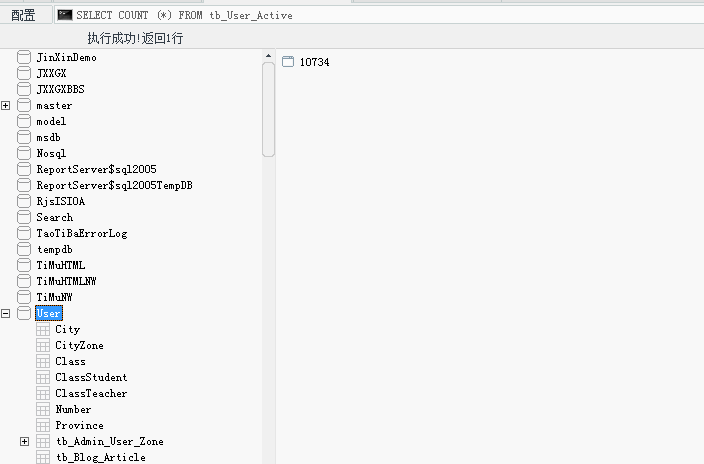 配置 SELECT COUNT (*) FROM tb_User_Active
执行成功!返回1行
JinXinDemo
JXXGX
JXXGXBBS
master
model
msdb
Nosql
ReportServer$sql2005
ReportServer$sql2005TempDB
RjsISIOA
Search
TaoTiBaErrorLog
tempdb
TiMuHTML
TiMuHTMLNW
TiMuNW
User
City
CityZone
Class
ClassStudent
ClassTeacher
Number
Province
tb_Admin_User_Zone
tb_Blog_Article
10734